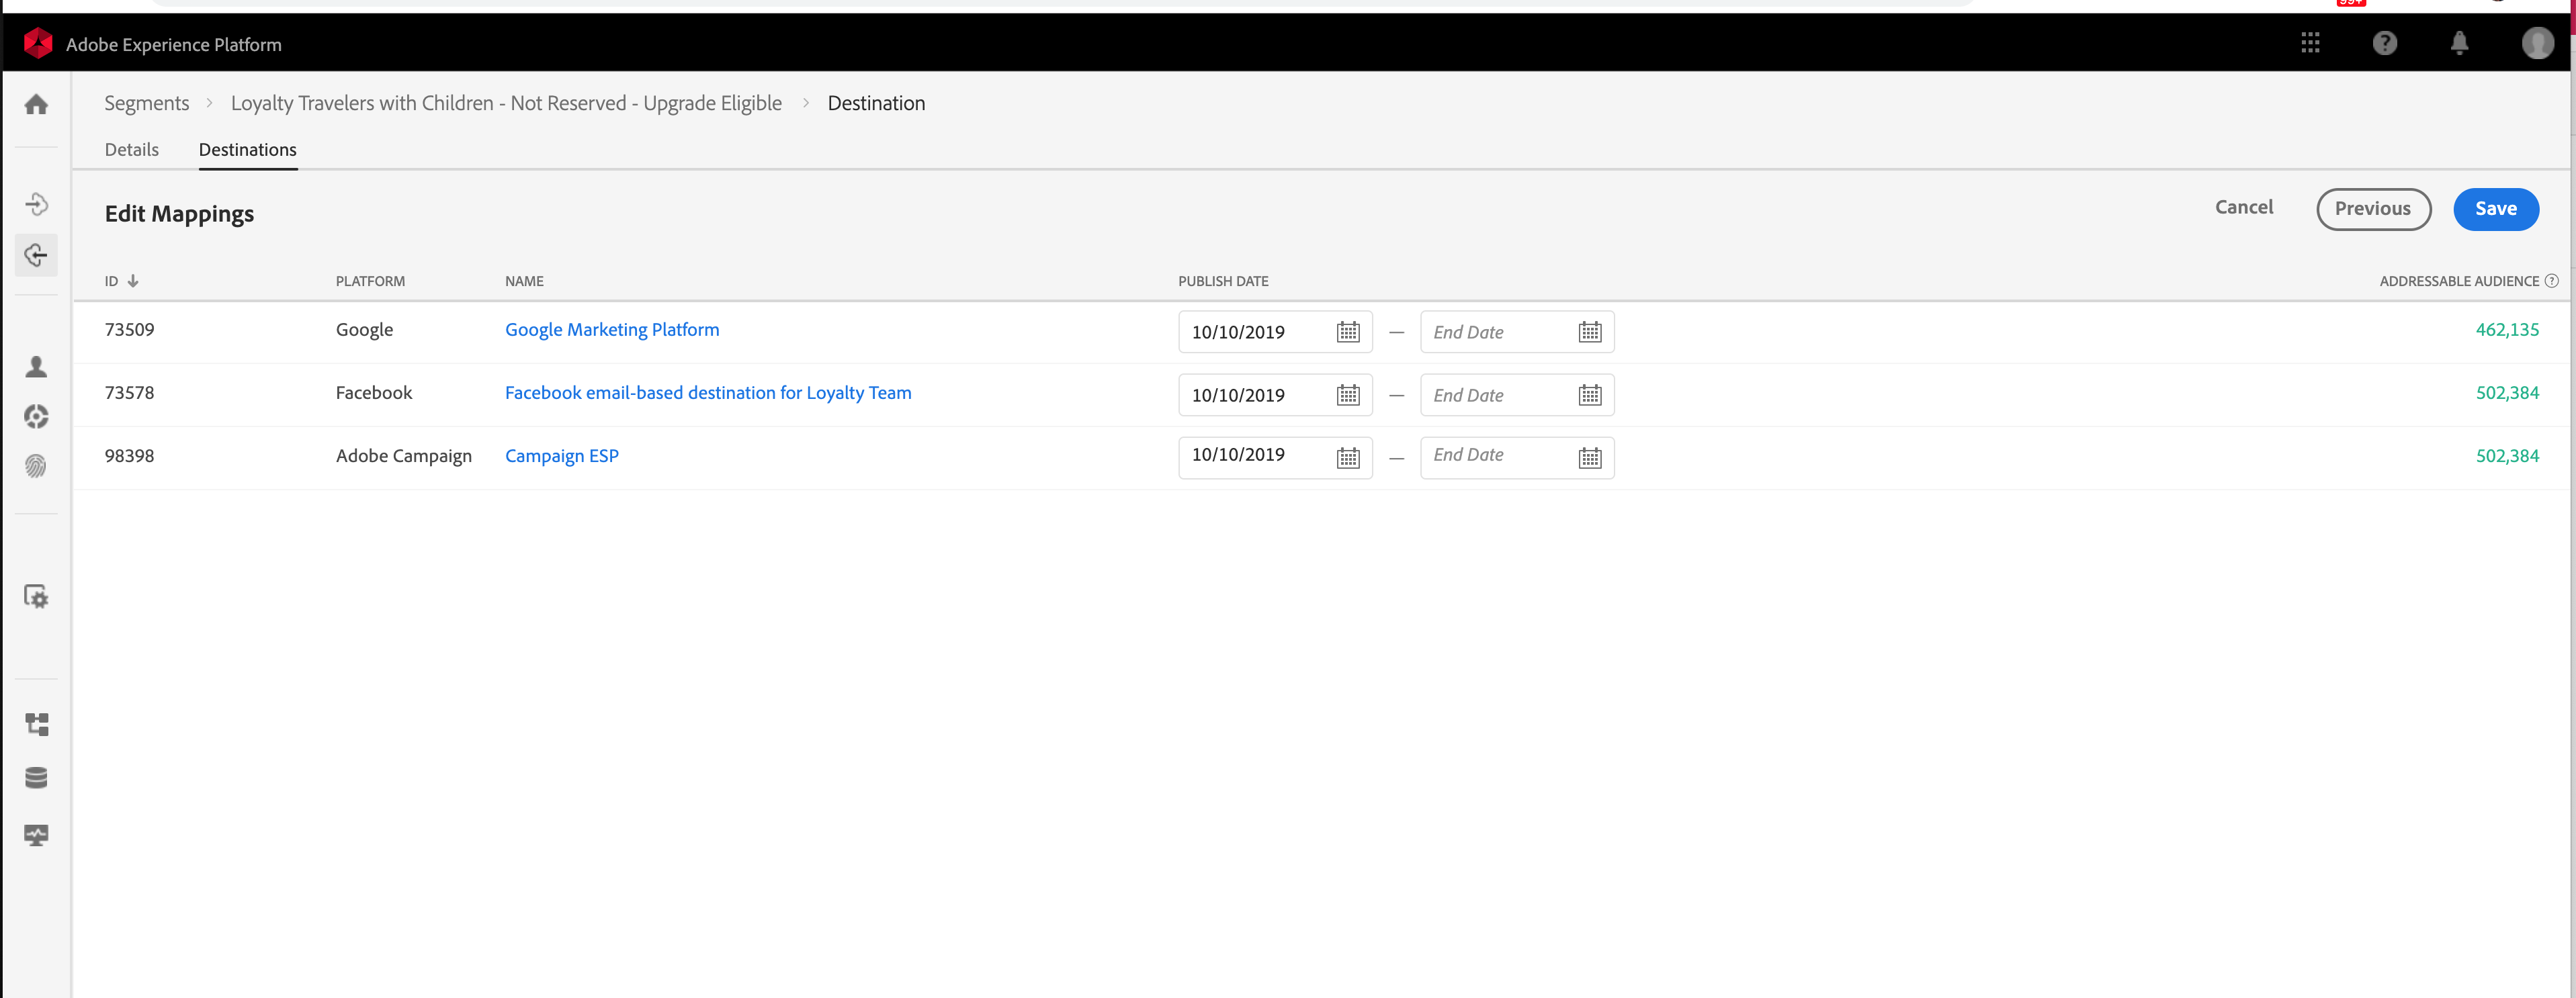 99+
Adobe Experience Platform
Segments > Loyalty Travelers with Children - Not Reserved - Upgrade Eligible > Destination
Details Destinations
Edit Mappings
Cancel Previous Save
ID PLATFORM NAME PUBLISH DATE ADDRESSABLE AUDIENCE
73509 Google Google Marketing Platform 10/10/2019 — End Date 462,135
73578 Facebook Facebook email-based destination for Loyalty Team 10/10/2019 — End Date 502,384
98398 Adobe Campaign Campaign ESP 10/10/2019 — End Date 502,384